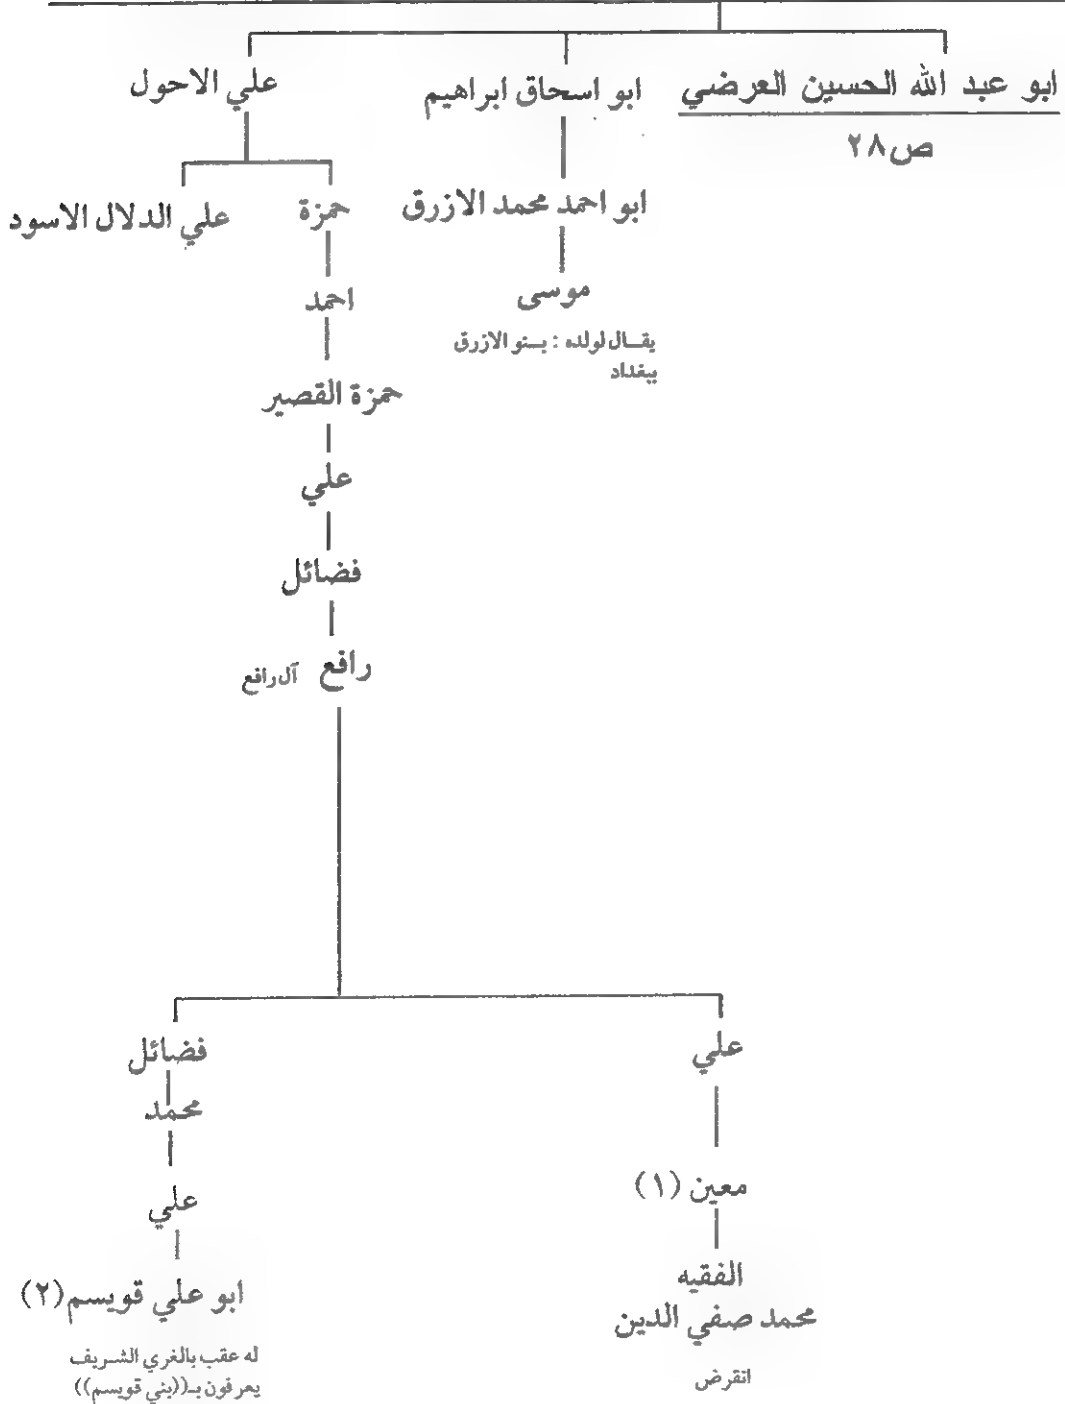 ابو عبد الله الحسين العرضي
ص٢٨
ابو اسحاق ابراهيم
علي الاحول
ابو احمد محمد الازرق
حمزة
علي الدلال الاسود
موسى
يقال لولده : بنو الازرق
ببغداد
احمد
حمزة القصير
علي
فضائل
رافع آل رافع
علي
فضائل
محمد
معين (١)
علي
الفقيه
محمد صفي الدين
انقرض
ابو علي قويسم (٢)
له عقب بالغري الشريف
يعرفون بـ((بني قويسم))